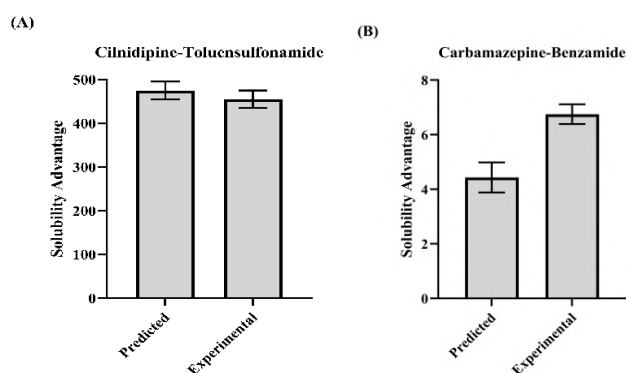 (A)
Cilnidipine-Toluensulfonamide
Solubility Advantage
500
400
300
200
100
0
Predicted
Experimental
(B)
Carbamazepine-Benzamide
Solubility Advantage
8
6
4
2
0
Predicted
Experimental